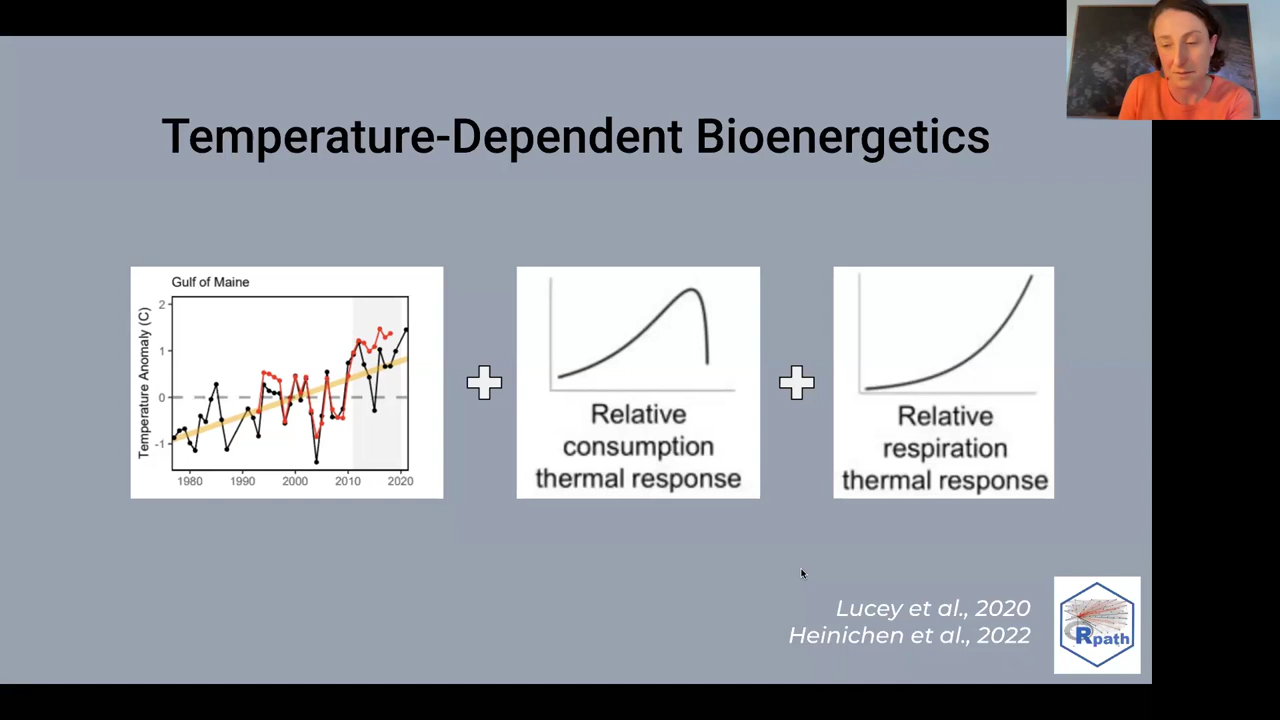 Temperature-Dependent Bioenergetics
Gulf of Maine
Temperature Anomaly (C)
2
1
0
-1
1980 1990 2000 2010 2020
Relative
consumption
thermal response
Relative
respiration
thermal response
Lucey et al., 2020
Heinichen et al., 2022
Rpath